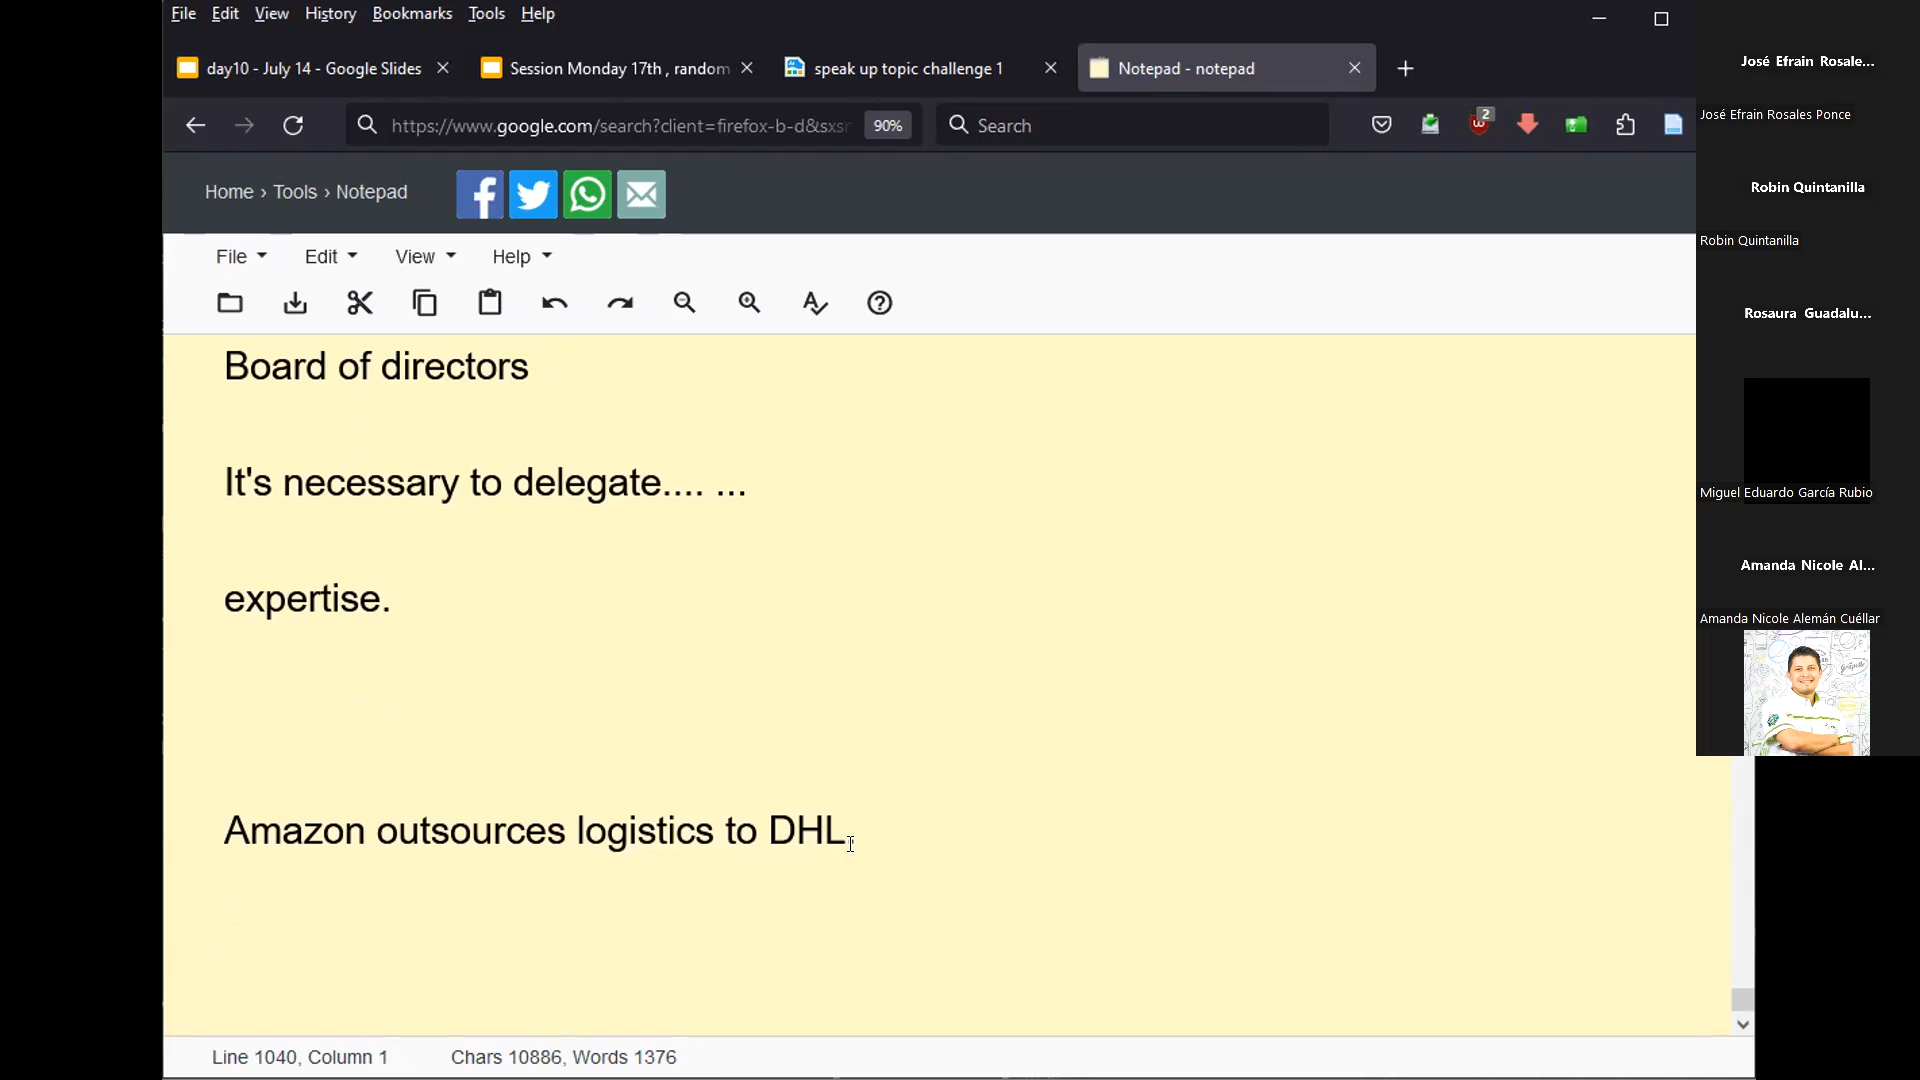 File Edit View History Bookmarks Tools Help
day10 - July 14 - Google Slides
Session Monday 17th , random
speak up topic challenge 1
Notepad - notepad
https://www.google.com/search?client=firefox-b-d&sxsr
90%
Search
2
Home › Tools › Notepad
File Edit View Help
Board of directors
It's necessary to delegate.... ...
expertise.
Amazon outsources logistics to DHL
Line 1040, Column 1
Chars 10886, Words 1376
José Efrain Rosale...
José Efrain Rosales Ponce
Robin Quintanilla
Robin Quintanilla
Rosaura Guadalu...
Miguel Eduardo García Rubio
Amanda Nicole Al...
Amanda Nicole Alemán Cuéllar